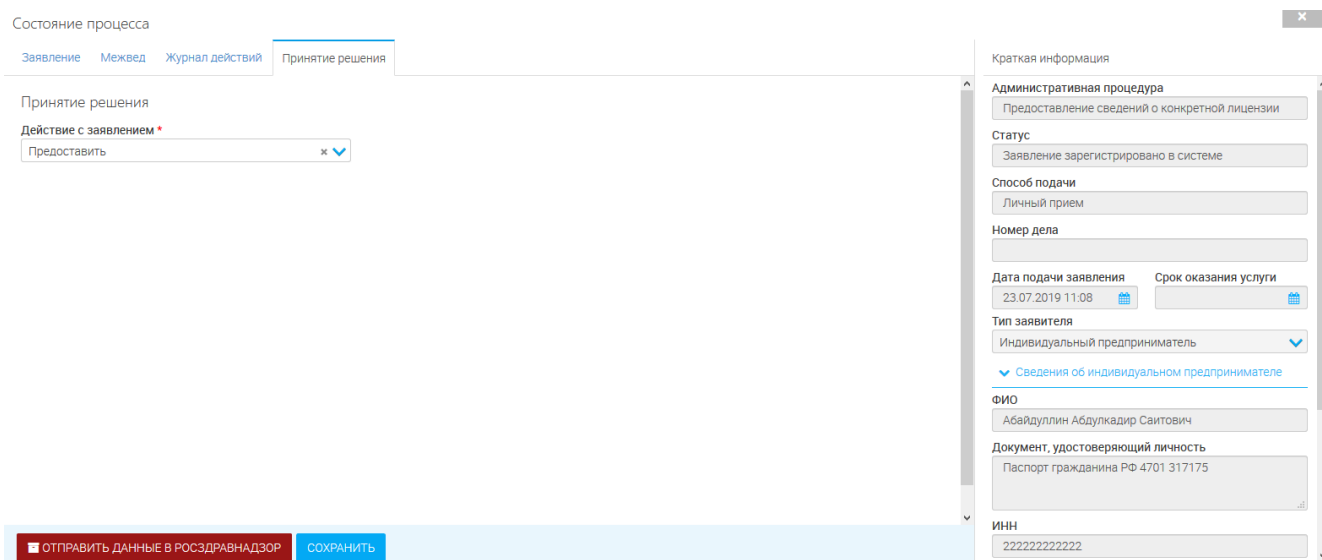 Состояние процесса
×
Заявление Межвед Журнал действий Принятие решения
Принятие решения
Действие с заявлением *
Предоставить
ОТПРАВИТЬ ДАННЫЕ В РОСЗДРАВНАДЗОР СОХРАНИТЬ
Краткая информация
Административная процедура
Предоставление сведений о конкретной лицензии
Статус
Заявление зарегистрировано в системе
Способ подачи
Личный прием
Номер дела
Дата подачи заявления Срок оказания услуги
23.07.2019 11:08
Тип заявителя
Индивидуальный предприниматель
Сведения об индивидуальном предпринимателе
ФИО
Абайдуллин Абдулкадир Саитович
Документ, удостоверяющий личность
Паспорт гражданина РФ 4701 317175
ИНН
222222222222